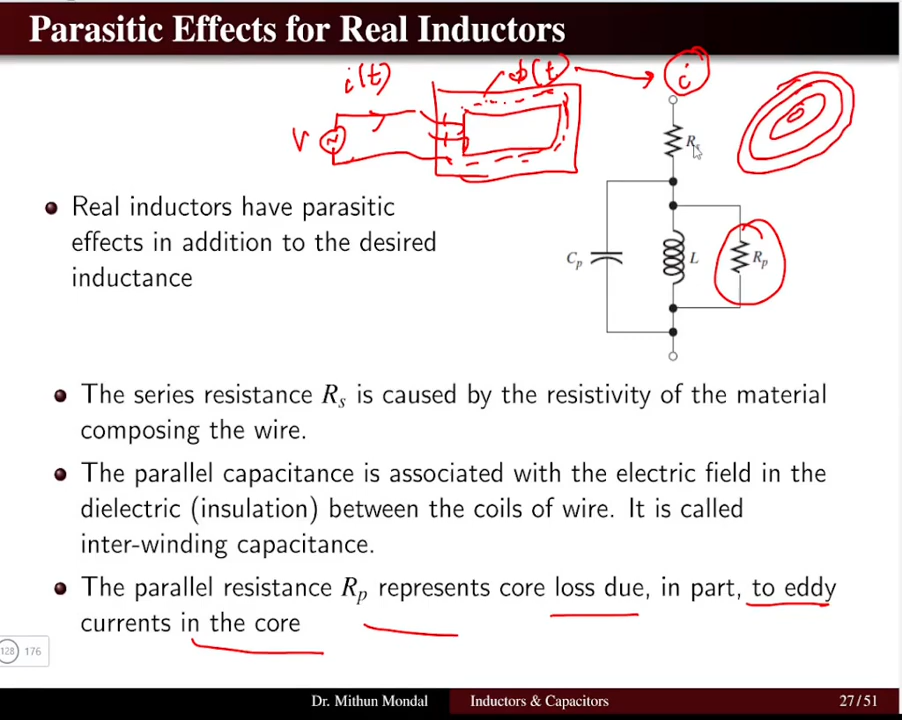 Parasitic Effects for Real Inductors
i(t)
ϕ(t)
i
V
R
Real inductors have parasitic
effects in addition to the desired
inductance
Cp
L
Rp
The series resistance Rs is caused by the resistivity of the material
composing the wire.
The parallel capacitance is associated with the electric field in the
dielectric (insulation) between the coils of wire. It is called
inter-winding capacitance.
The parallel resistance Rp represents core loss due, in part, to eddy
currents in the core
128 176
Dr. Mithun Mondal Inductors & Capacitors 27/51